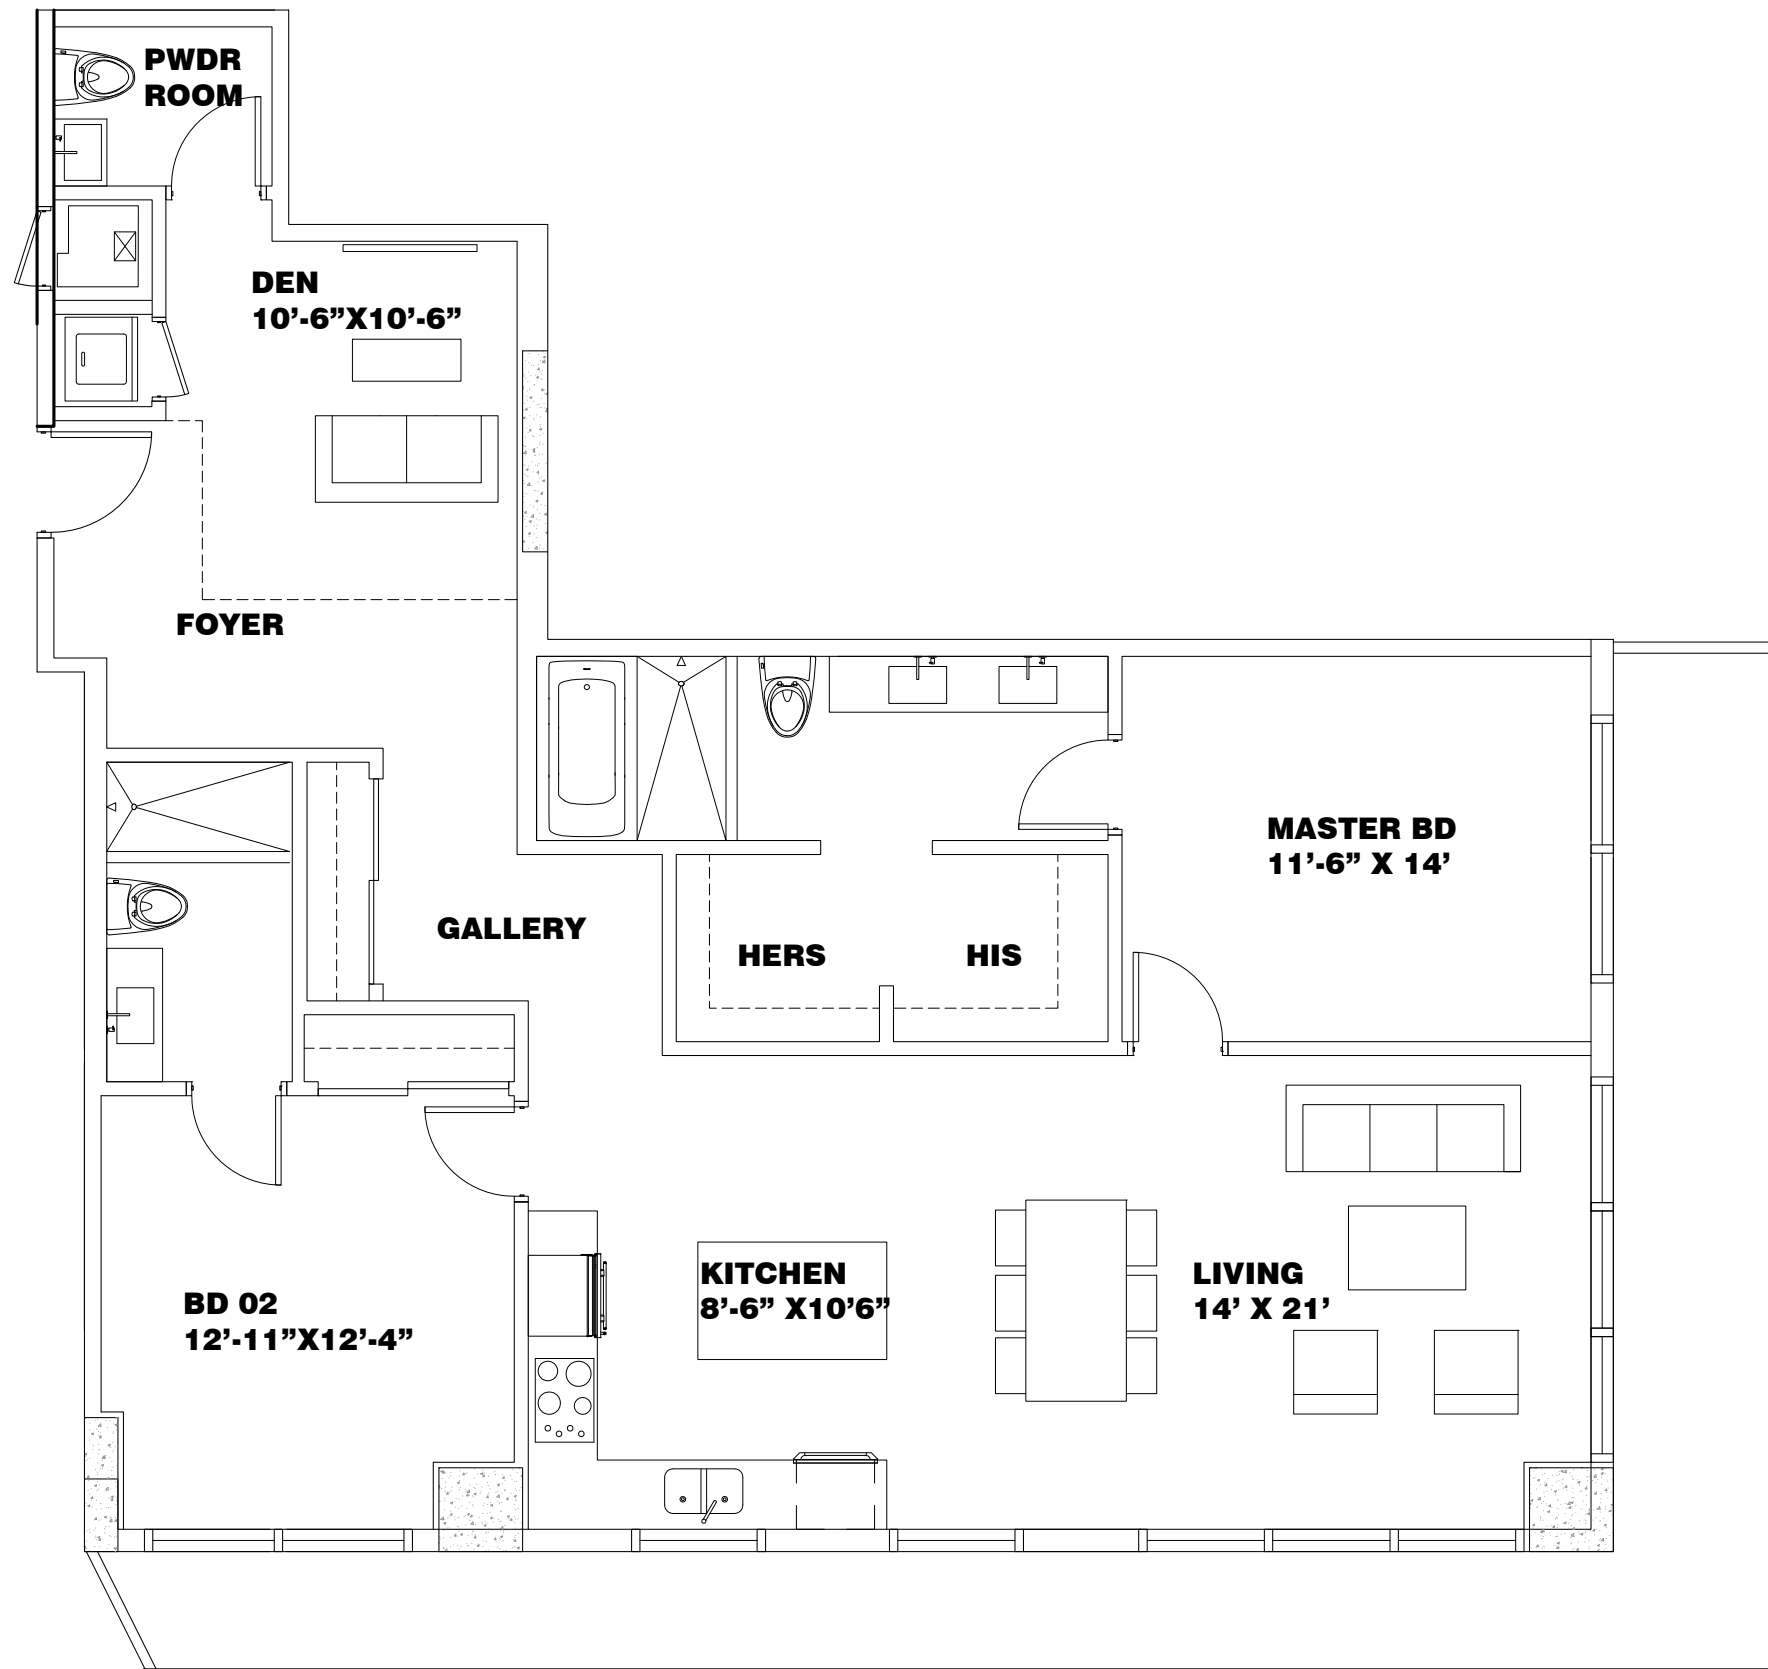 PWDR
ROOM
DEN
10’-6”X10’-6”
FOYER
MASTER BD
11’-6” X 14’
GALLERY
HERS
HIS
KITCHEN
8’-6” X10’6”
LIVING
14’ X 21’
BD 02
12’-11”X12’-4”